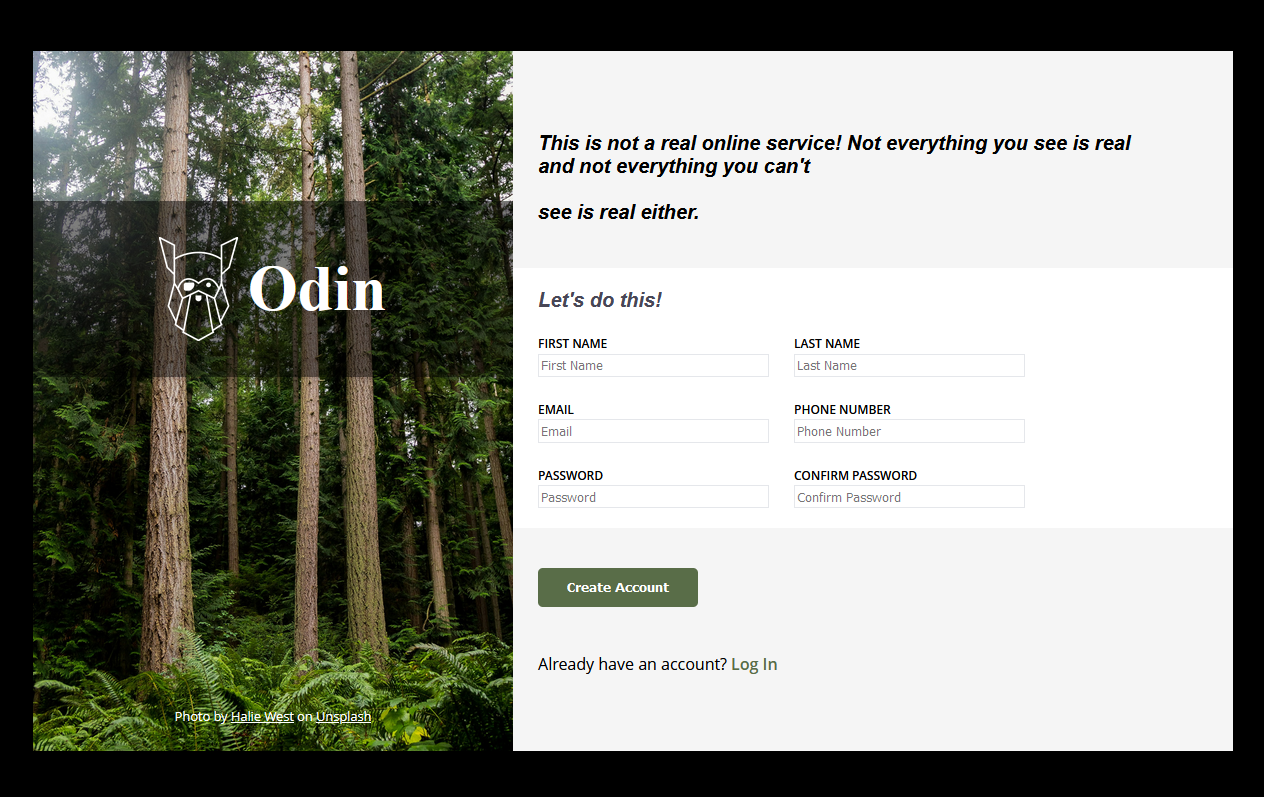 Odin
Photo by Halie West on Unsplash
This is not a real online service! Not everything you see is real
and not everything you can't
see is real either.
Let's do this!
FIRST NAME
First Name
LAST NAME
Last Name
EMAIL
Email
PHONE NUMBER
Phone Number
PASSWORD
Password
CONFIRM PASSWORD
Confirm Password
Create Account
Already have an account? Log In